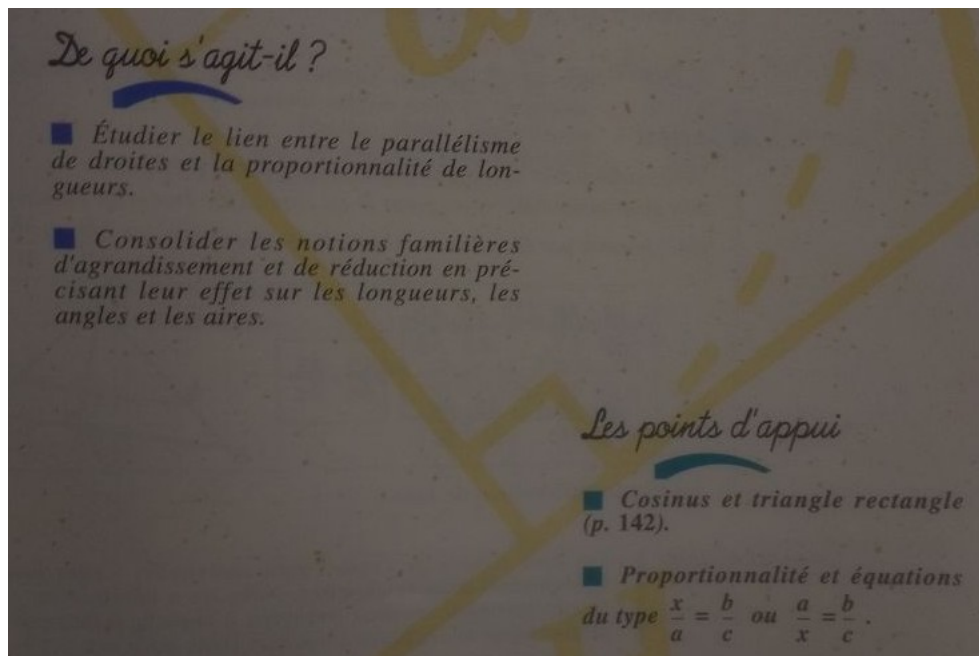 De quoi s'agit-il ?
■ Étudier le lien entre le parallélisme
de droites et la proportionnalité de lon-
gueurs.
■ Consolider les notions familières
d'agrandissement et de réduction en pré-
cisant leur effet sur les longueurs, les
angles et les aires.
Les points d'appui
■ Cosinus et triangle rectangle
(p. 142).
■ Proportionnalité et équations
du type x/a = b/c ou a/x = b/c .